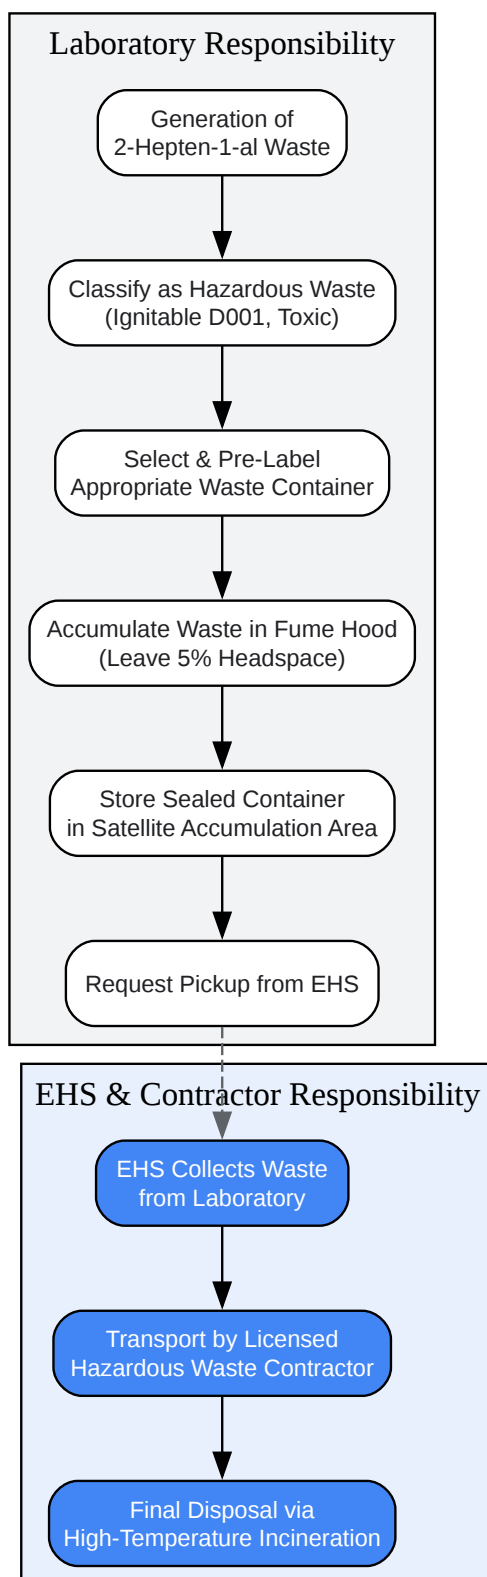 Laboratory Responsibility
Generation of
2-Hepten-1-al Waste
Classify as Hazardous Waste
(Ignitable D001, Toxic)
Select & Pre-Label
Appropriate Waste Container
Accumulate Waste in Fume Hood
(Leave 5% Headspace)
Store Sealed Container
in Satellite Accumulation Area
Request Pickup from EHS
EHS & Contractor Responsibility
EHS Collects Waste
from Laboratory
Transport by Licensed
Hazardous Waste Contractor
Final Disposal via
High-Temperature Incineration